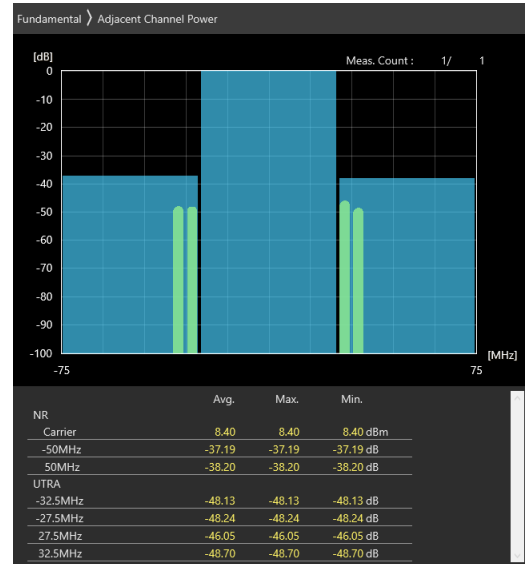 Fundamental ❭ Adjacent Channel Power
[dB]
Meas. Count : 1/ 1
0
-10
-20
-30
-40
-50
-60
-70
-80
-90
-100
[MHz]
-75 75
Avg. Max. Min.
NR
Carrier 8.40 8.40 8.40 dBm
-50MHz -37.19 -37.19 -37.19 dB
50MHz -38.20 -38.20 -38.20 dB
UTRA
-32.5MHz -48.13 -48.13 -48.13 dB
-27.5MHz -48.24 -48.24 -48.24 dB
27.5MHz -46.05 -46.05 -46.05 dB
32.5MHz -48.70 -48.70 -48.70 dB